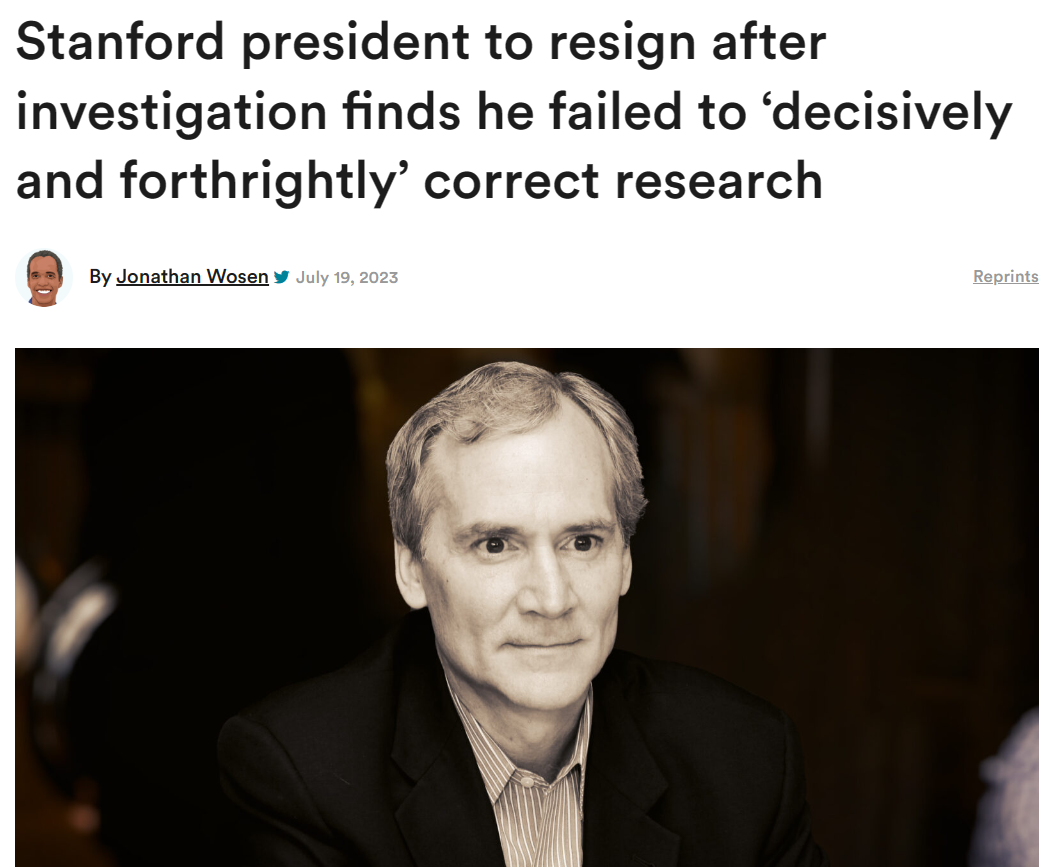 Stanford president to resign after
investigation finds he failed to ‘decisively
and forthrightly’ correct research
By Jonathan Wosen July 19, 2023
Reprints